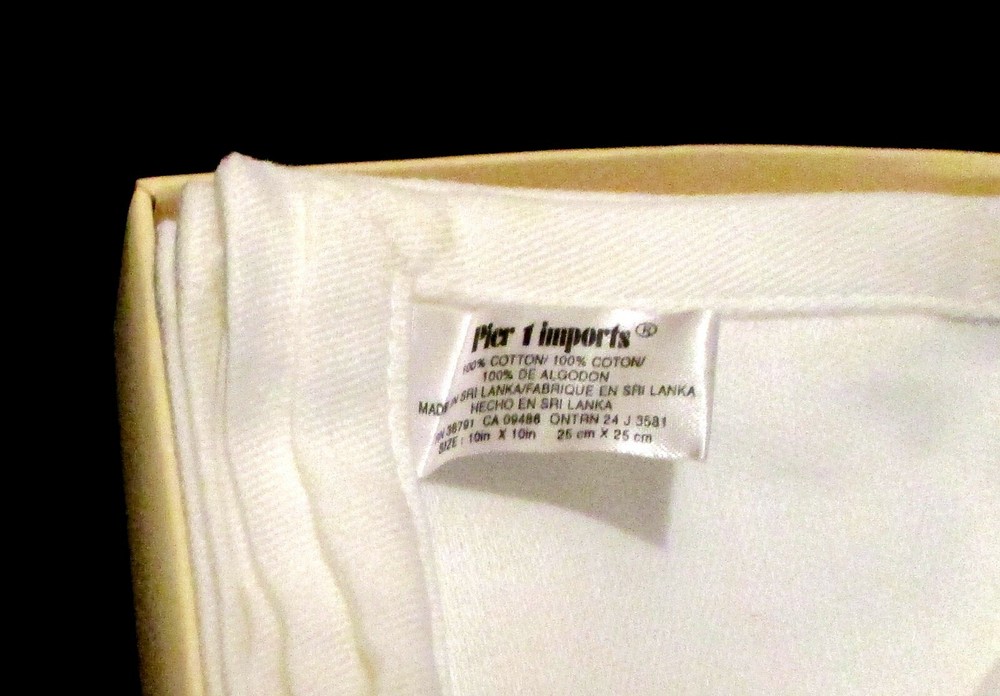 Pier 1 imports®
100% COTTON/ 100% COTON/
100% DE ALGODON
MADE IN SRI LANKA/FABRIQUE EN SRI LANKA
HECHO EN SRI LANKA
RN 36791 CA 09486 ONTRN 24 J 3581
SIZE : 10in X 10in 25 cm X 25 cm